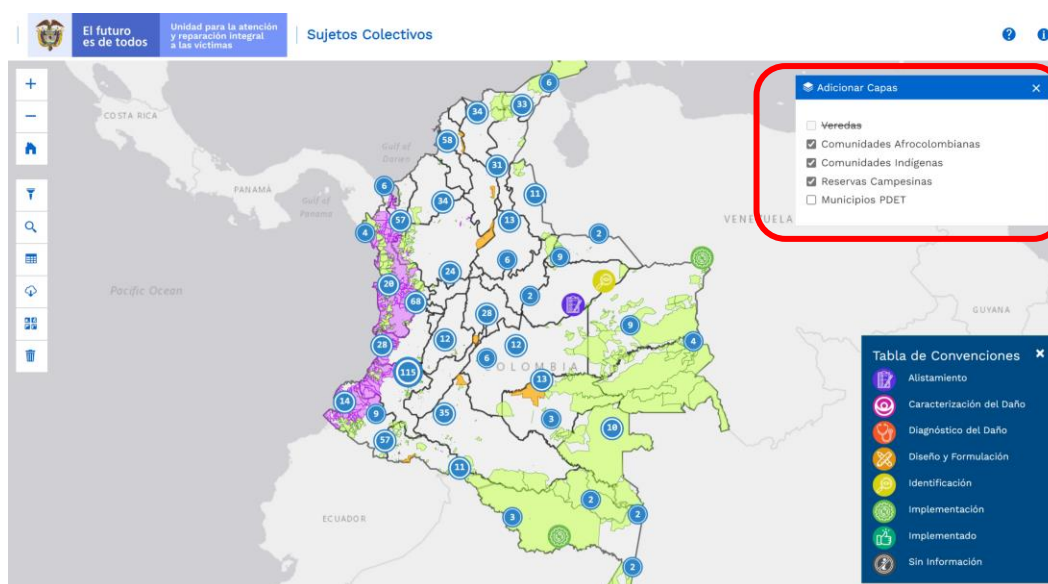 El futuro
es de todos
Unidad para la atención
y reparación integral
a las víctimas
Sujetos Colectivos
?
i
+
−
Adicionar Capas
×
Veredas
Comunidades Afrocolombianas
Comunidades Indígenas
Reservas Campesinas
Municipios PDET
COSTA RICA
PANAMÁ
Gulf of
Darien
Gulf of
Panama
Pacific Ocean
VENEZUELA
GUYANA
OLOMBIA
ECUADOR
6
34
33
58
31
6
34
11
57
13
4
2
9
6
24
20
2
68
28
9
28
12
12
4
6
115
13
14
9
35
3
10
57
11
2
3
2
2
Tabla de Convenciones
×
Alistamiento
Caracterización del Daño
Diagnóstico del Daño
Diseño y Formulación
Identificación
Implementación
Implementado
Sin Información